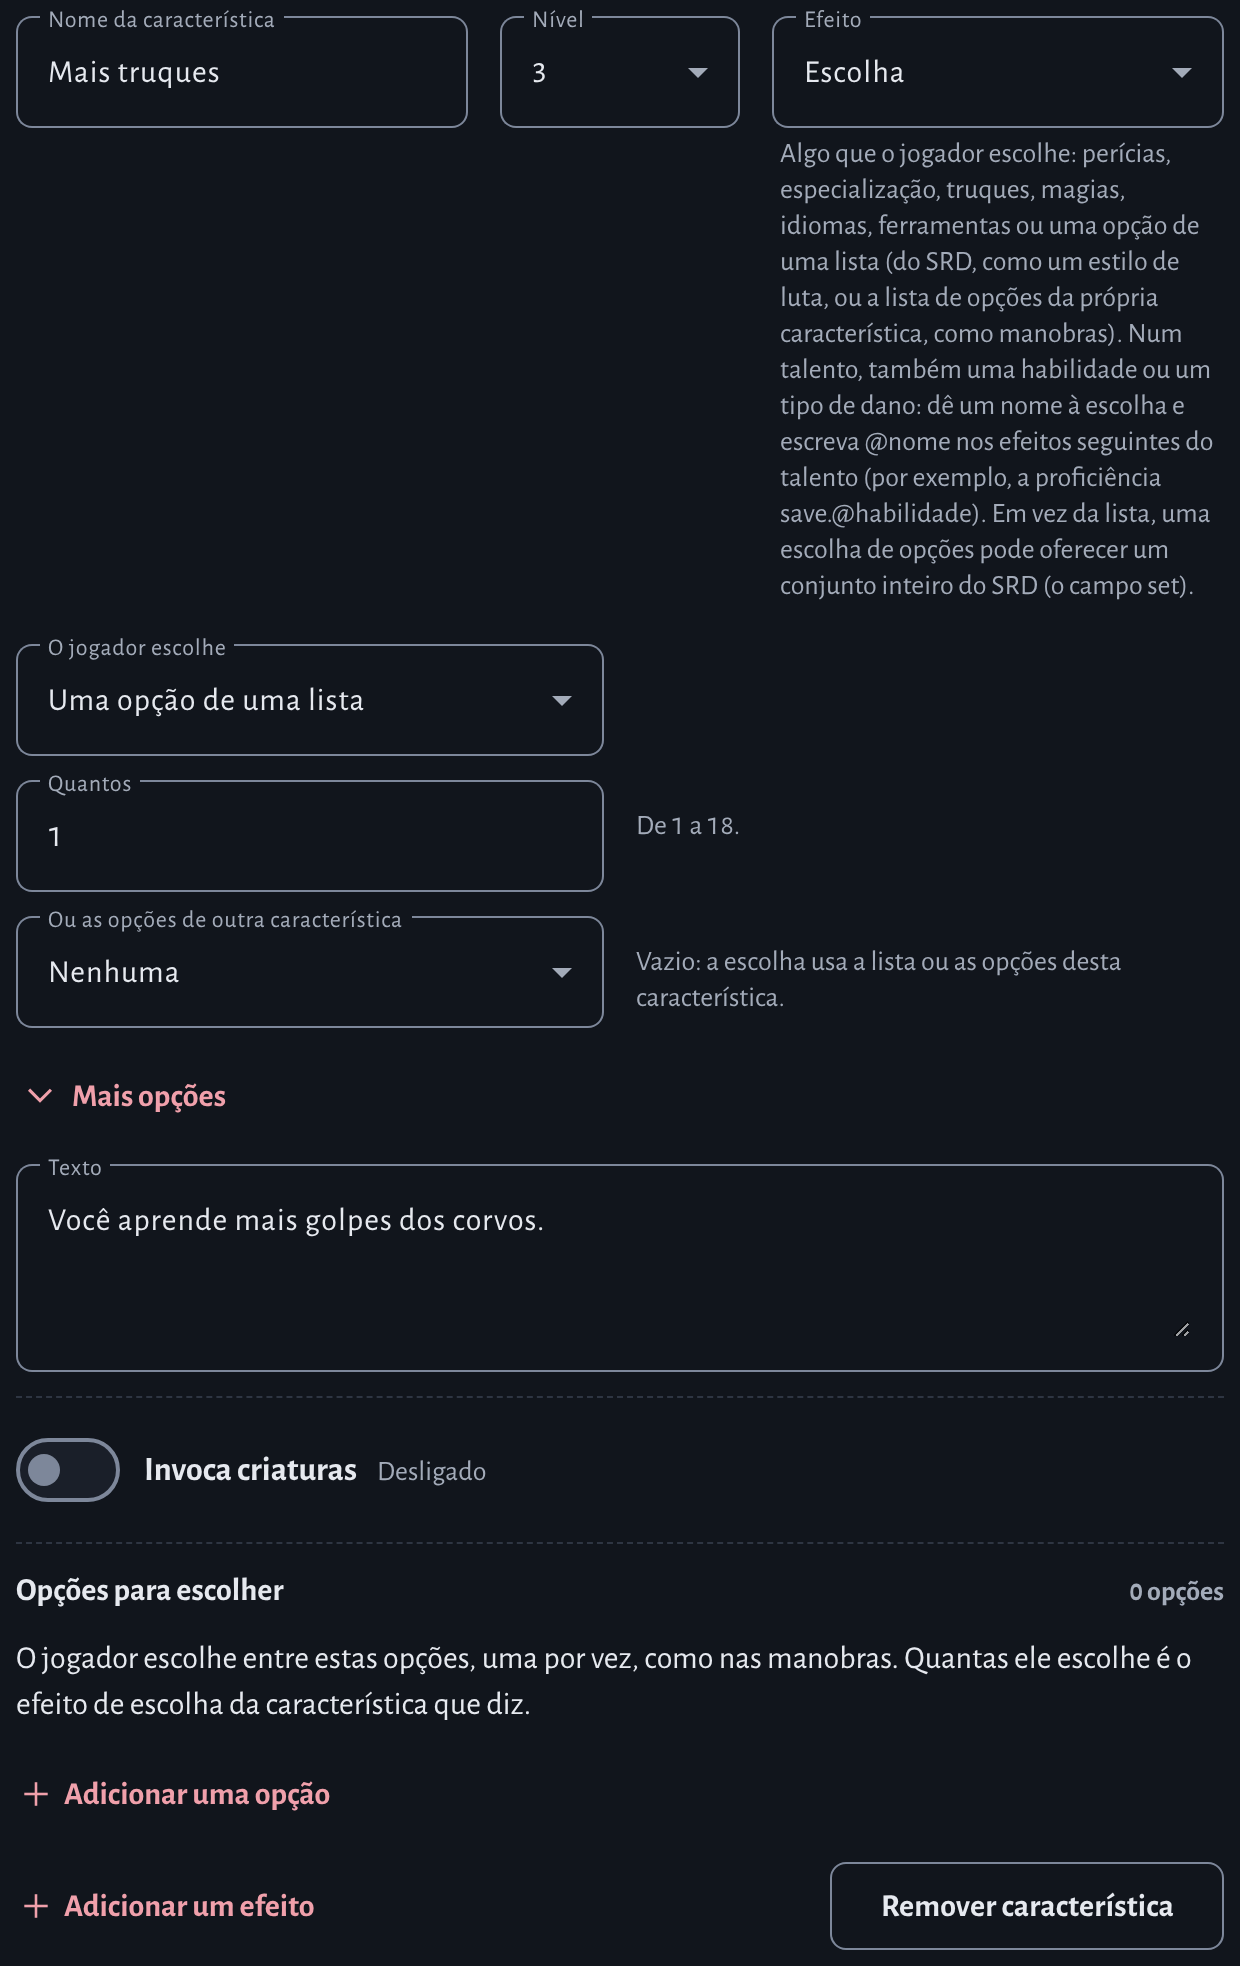 Nome da característica
Nível
Efeito
Mais truques
3
Escolha
Algo que o jogador escolhe: perícias,
especialização, truques, magias,
idiomas, ferramentas ou uma opção de
uma lista (do SRD, como um estilo de
luta, ou a lista de opções da própria
característica, como manobras). Num
talento, também uma habilidade ou um
tipo de dano: dê um nome à escolha e
escreva @nome nos efeitos seguintes do
talento (por exemplo, a proficiência
save.@habilidade). Em vez da lista, uma
escolha de opções pode oferecer um
conjunto inteiro do SRD (o campo set).
O jogador escolhe
Uma opção de uma lista
Quantos
1
De 1 a 18.
Ou as opções de outra característica
Nenhuma
Vazio: a escolha usa a lista ou as opções desta
característica.
Mais opções
Texto
Você aprende mais golpes dos corvos.
Invoca criaturas Desligado
Opções para escolher
0 opções
O jogador escolhe entre estas opções, uma por vez, como nas manobras. Quantas ele escolhe é o
efeito de escolha da característica que diz.
+ Adicionar uma opção
+ Adicionar um efeito
Remover característica